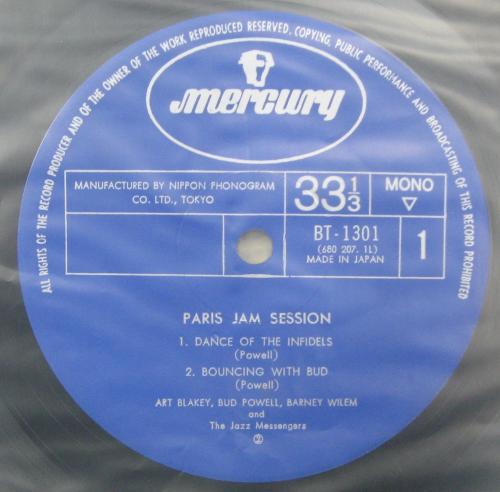 ALL RIGHTS OF THE RECORD PRODUCER AND OF THE OWNER OF THE WORK REPRODUCED RESERVED. COPYING, PUBLIC PERFORMANCE AND BROADCASTING OF THIS RECORD PROHIBITED
mercury
MANUFACTURED BY NIPPON PHONOGRAM
CO. LTD., TOKYO
33 1/3
MONO
▽
BT-1301
(680 207. 1L)
MADE IN JAPAN
1
PARIS JAM SESSION
1. DANCE OF THE INFIDELS
(Powell)
2. BOUNCING WITH BUD
(Powell)
ART BLAKEY, BUD POWELL, BARNEY WILEM
and
The Jazz Messengers